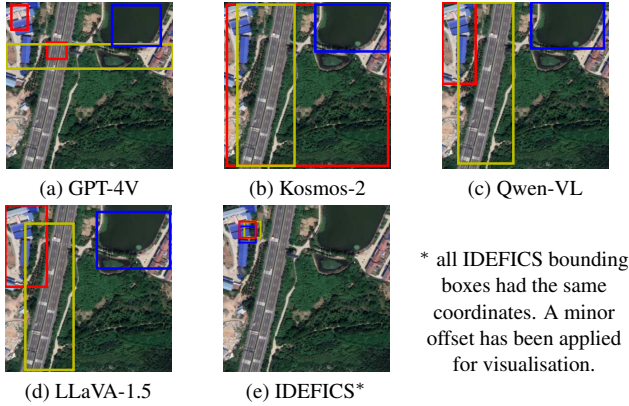 (a) GPT-4V
(b) Kosmos-2
(c) Qwen-VL
(d) LLaVA-1.5
(e) IDEFICS*
* all IDEFICS bounding
boxes had the same
coordinates. A minor
offset has been applied
for visualisation.